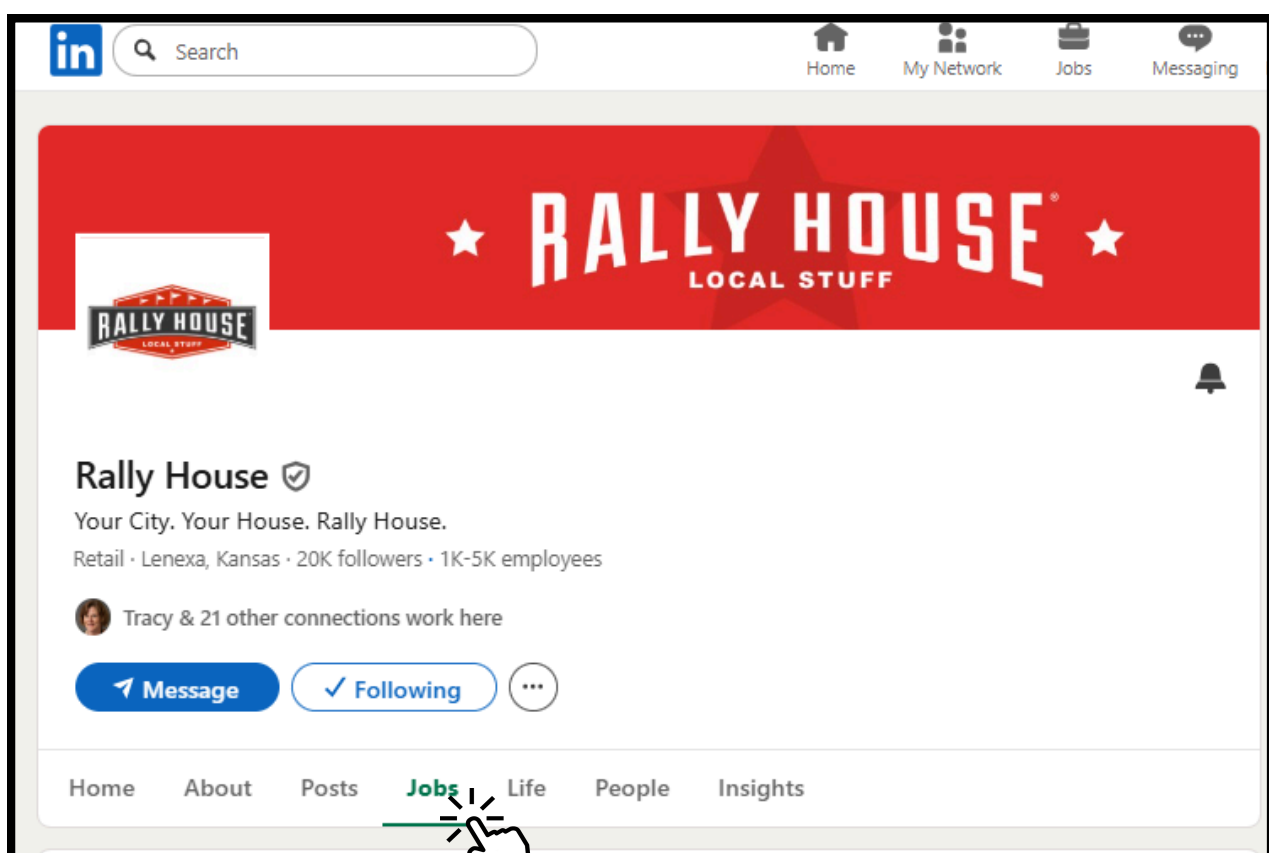 in
Search
Home
My Network
Jobs
Messaging
RALLY HOUSE®
LOCAL STUFF
RALLY HOUSE
LOCAL STUFF
Rally House
Your City. Your House. Rally House.
Retail · Lenexa, Kansas · 20K followers · 1K-5K employees
Tracy & 21 other connections work here
Message
Following
Home About Posts Jobs Life People Insights